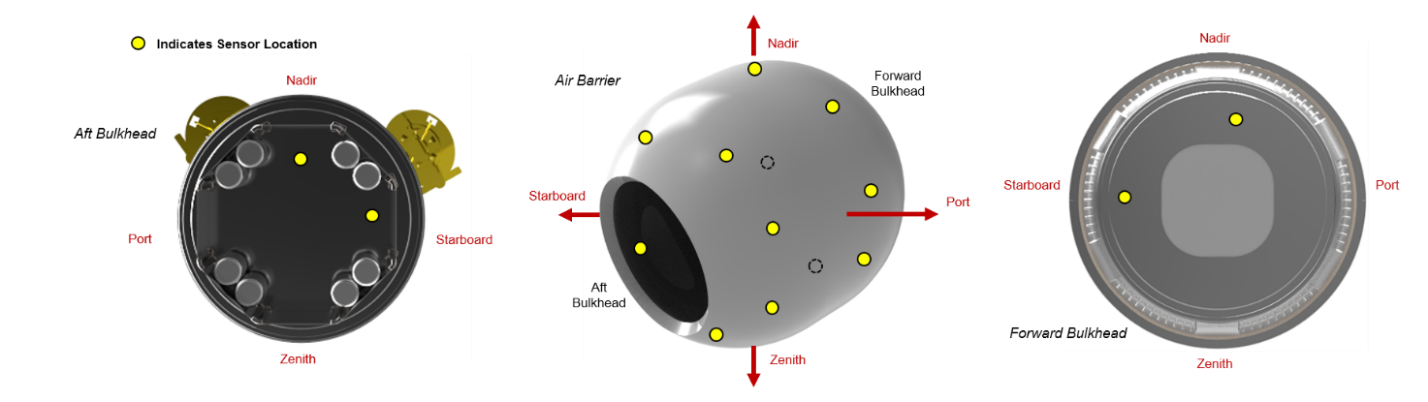 Indicates Sensor Location
Nadir
Aft Bulkhead
Port
Starboard
Zenith
Air Barrier
Nadir
Forward
Bulkhead
Starboard
Port
Aft
Bulkhead
Zenith
Nadir
Starboard
Port
Forward Bulkhead
Zenith